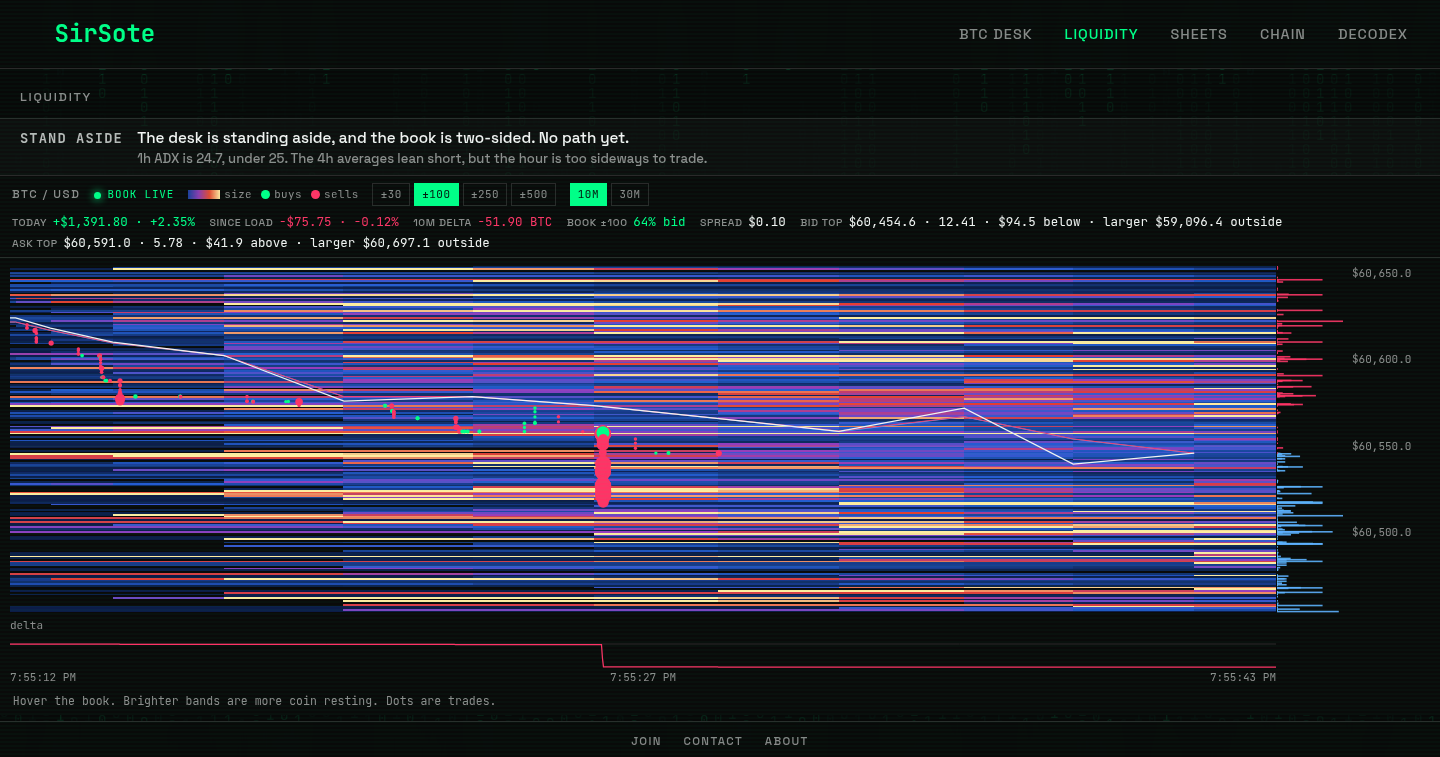 SirSote
BTC DESK LIQUIDITY SHEETS CHAIN DECODEX
LIQUIDITY
STAND ASIDE The desk is standing aside, and the book is two-sided. No path yet.
1h ADX is 24.7, under 25. The 4h averages lean short, but the hour is too sideways to trade.
BTC / USD BOOK LIVE size buys sells ±30 ±100 ±250 ±500 10M 30M
TODAY +$1,391.80 · +2.35% SINCE LOAD -$75.75 · -0.12% 10M DELTA -51.90 BTC BOOK ±100 64% bid SPREAD $0.10 BID TOP $60,454.6 · 12.41 · $94.5 below · larger $59,096.4 outside
ASK TOP $60,591.0 · 5.78 · $41.9 above · larger $60,697.1 outside
$60,650.0
$60,600.0
$60,550.0
$60,500.0
delta
7:55:12 PM 7:55:27 PM 7:55:43 PM
Hover the book. Brighter bands are more coin resting. Dots are trades.
JOIN CONTACT ABOUT